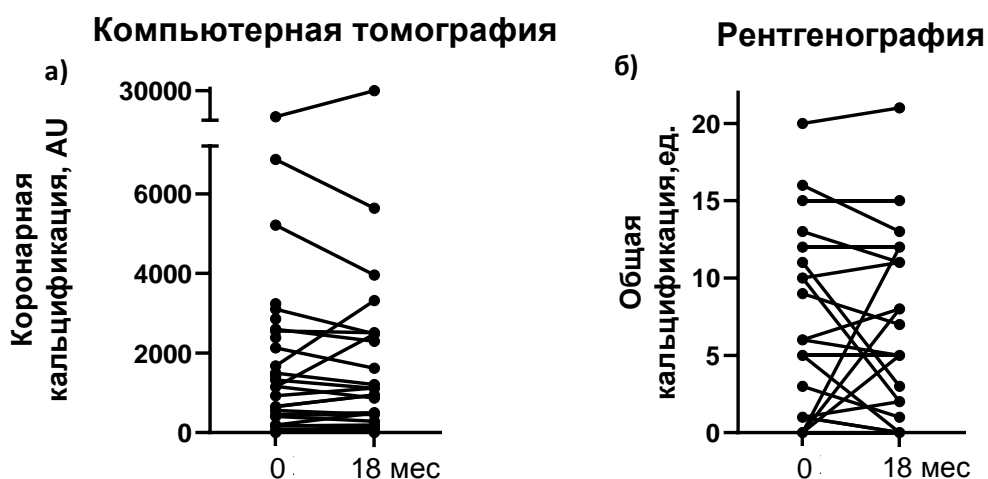 Компьютерная томография
Рентгенография
а)
Коронарная
кальцификация, AU
30000
6000
4000
2000
0
0
18 мес
б)
Общая
кальцификация,ед.
20
15
10
5
0
0
18 мес